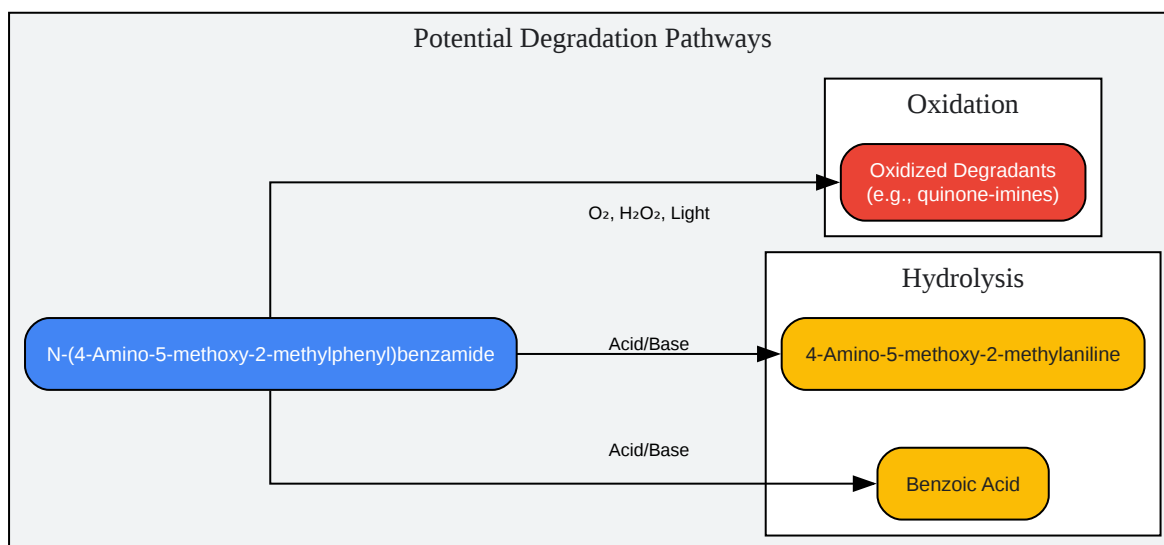 Potential Degradation Pathways
Oxidation
Oxidized Degradants
(e.g., quinone-imines)
O₂, H₂O₂, Light
Hydrolysis
N-(4-Amino-5-methoxy-2-methylphenyl)benzamide
Acid/Base
4-Amino-5-methoxy-2-methylaniline
Acid/Base
Benzoic Acid